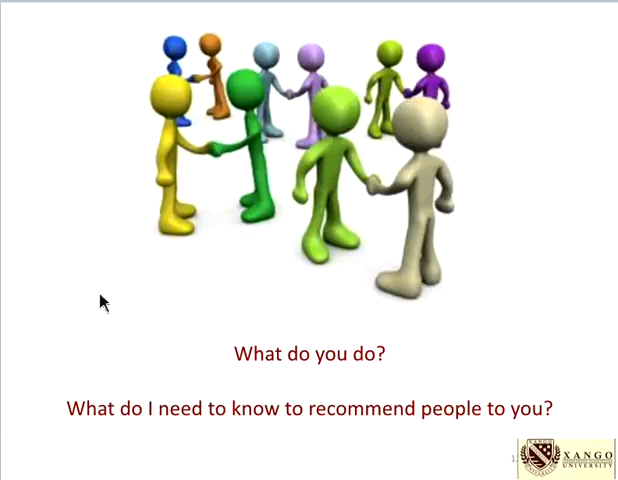 What do you do?
What do I need to know to recommend people to you?
XANGO
UNIVERSITY